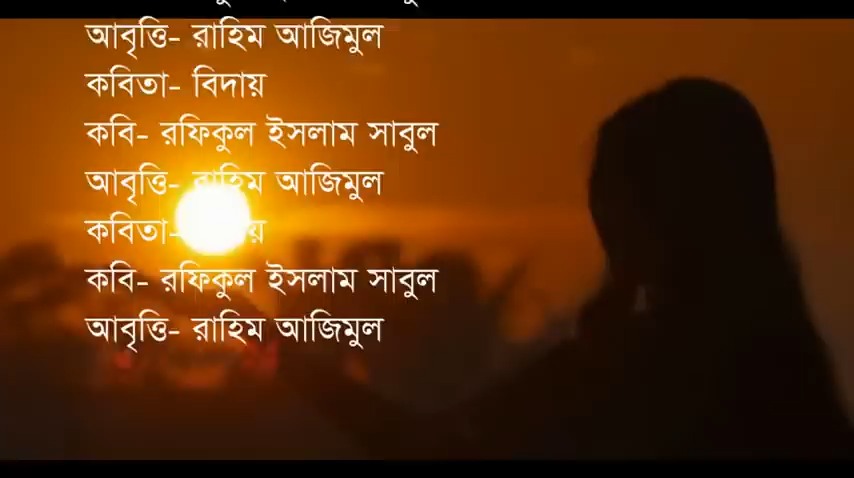 আবৃত্তি- রাহিম আজিমুল
কবিতা- বিদায়
কবি- রফিকুল ইসলাম সাবুল
আবৃত্তি- রাহিম আজিমুল
কবিতা-
কবি- রফিকুল ইসলাম সাবুল
আবৃত্তি- রাহিম আজিমুল